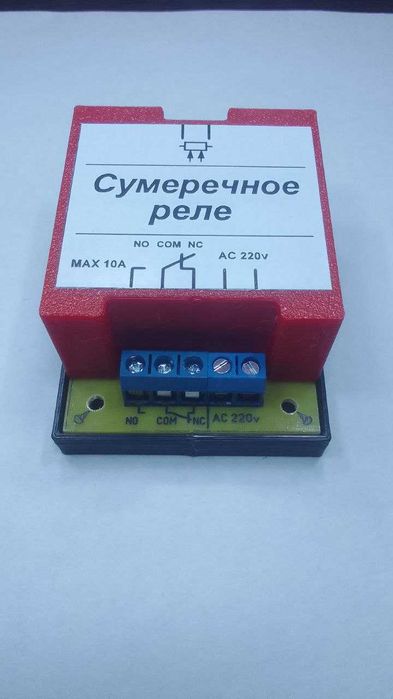 Сумеречное
реле
NO COM NC
MAX 10A
AC 220v
NO COM NC AC 220v